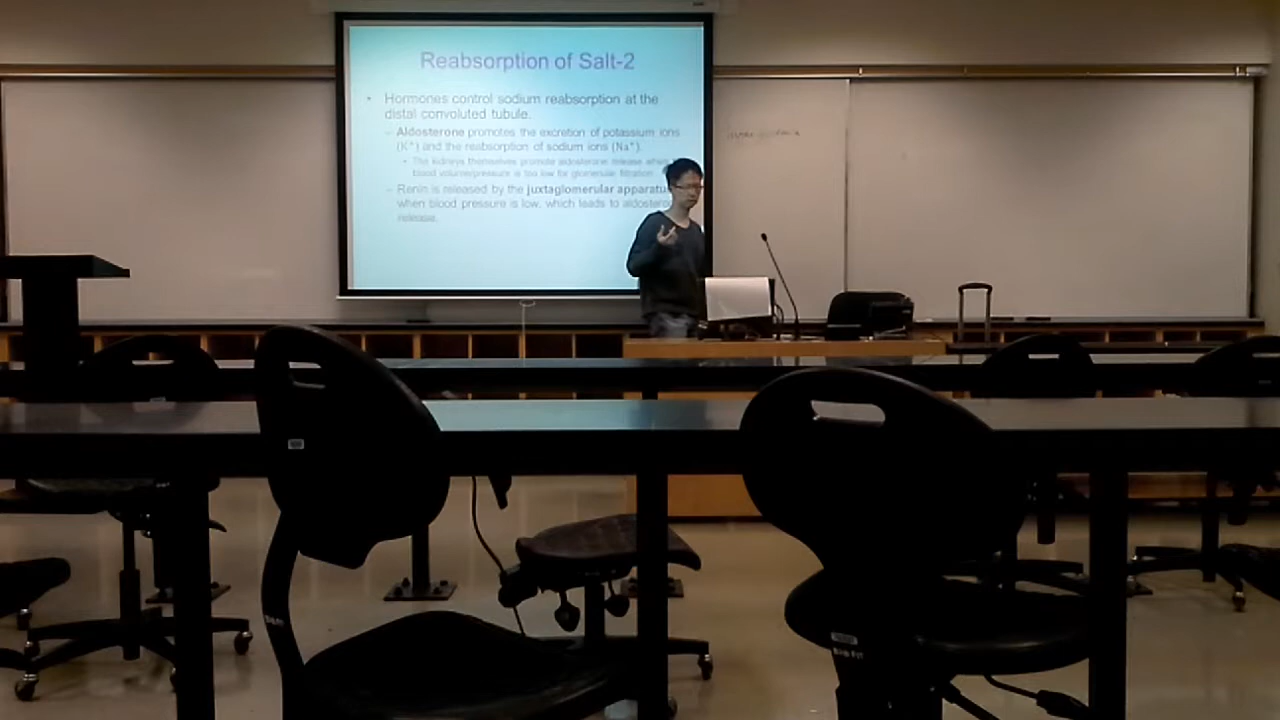 Reabsorption of Salt-2
• Hormones control sodium reabsorption at the
distal convoluted tubule.
– Aldosterone promotes the excretion of potassium ions
(K⁺) and the reabsorption of sodium ions (Na⁺).
• The kidneys themselves promote aldosterone release when
blood volume/pressure is too low for glomerular filtration
– Renin is released by the juxtaglomerular
when blood pressure is low, which leads to
release.